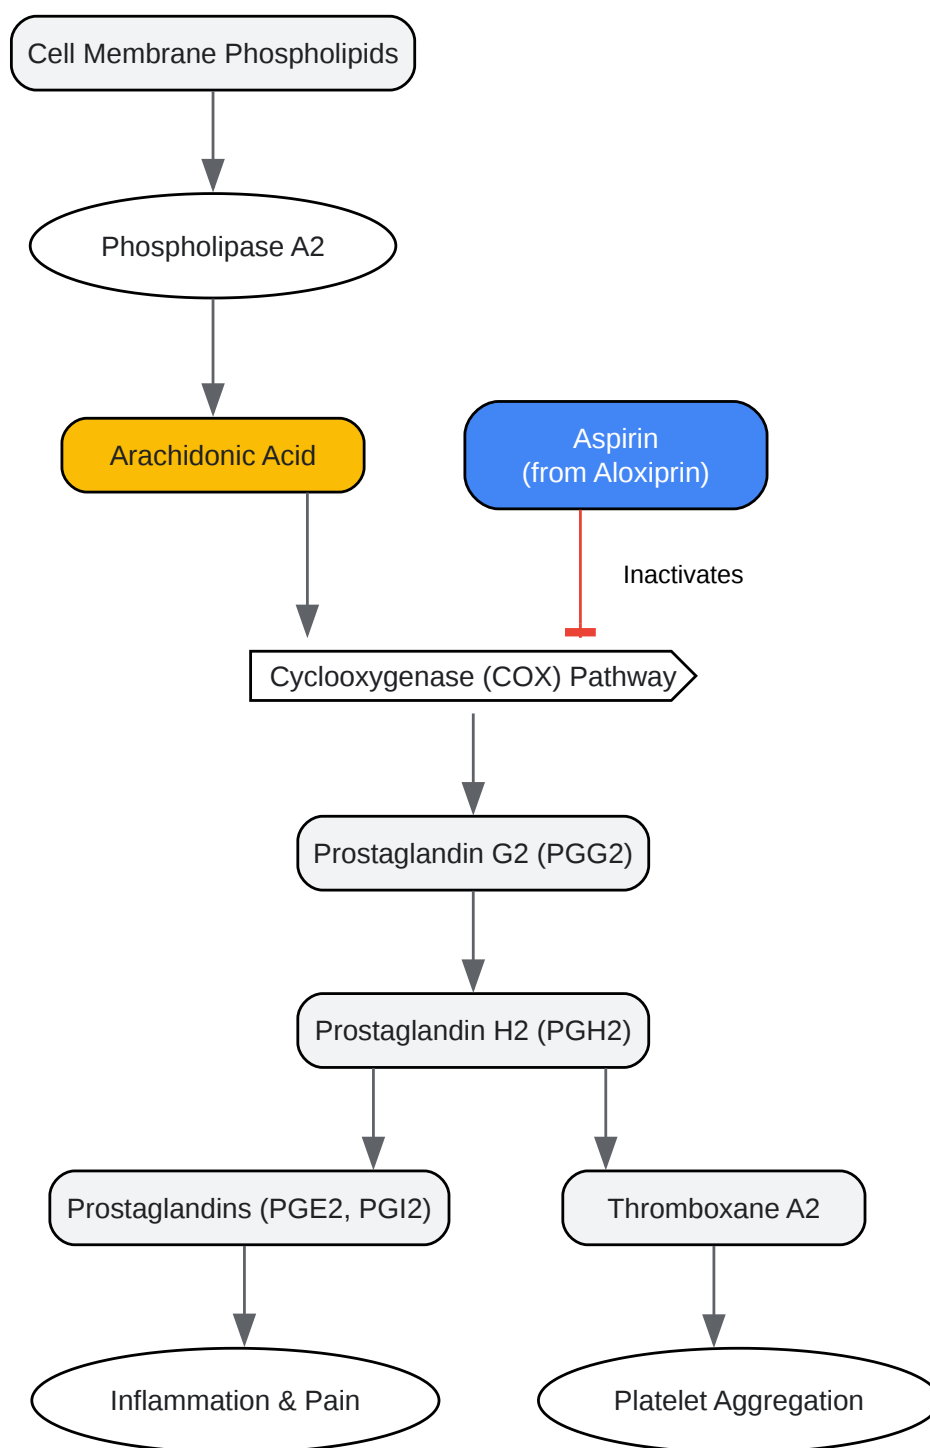 Cell Membrane Phospholipids
Phospholipase A2
Arachidonic Acid
Aspirin
(from Aloxiprin)
Inactivates
Cyclooxygenase (COX) Pathway
Prostaglandin G2 (PGG2)
Prostaglandin H2 (PGH2)
Prostaglandins (PGE2, PGI2)
Thromboxane A2
Inflammation & Pain
Platelet Aggregation